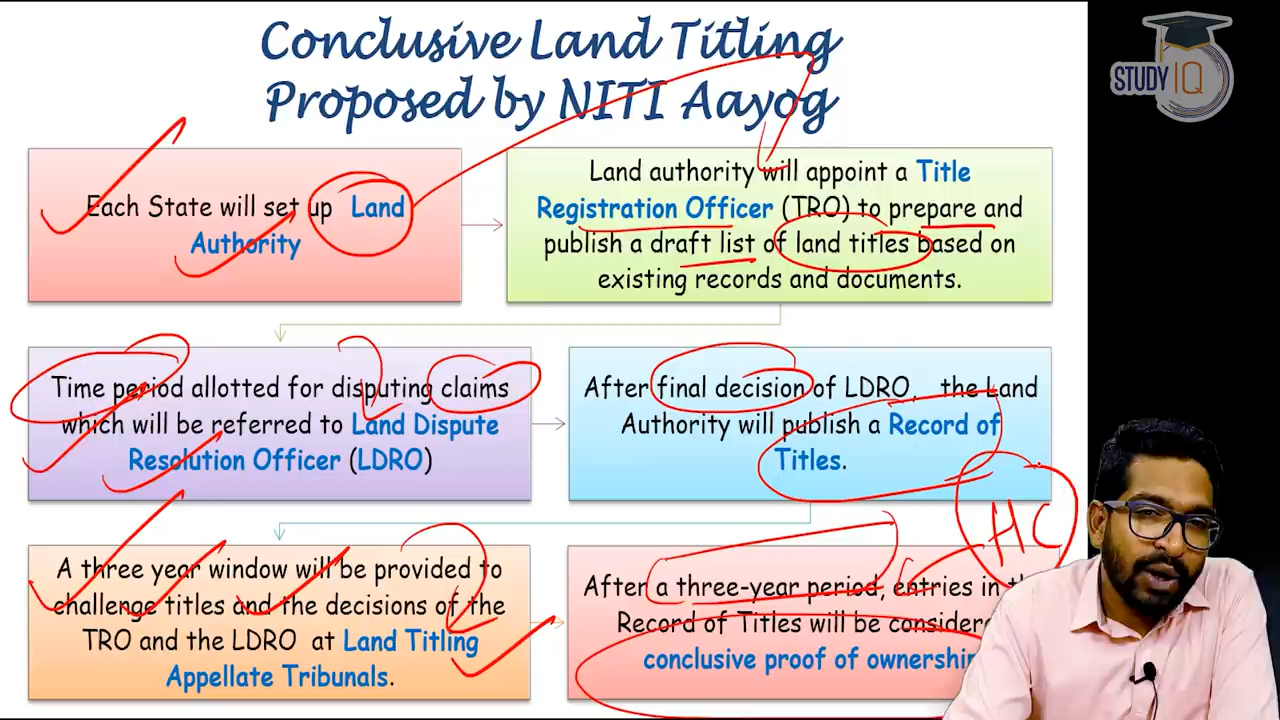 Conclusive Land Titling
Proposed by NITI Aayog
STUDY IQ
Each State will set up Land
Authority
Land authority will appoint a Title
Registration Officer (TRO) to prepare and
publish a draft list of land titles based on
existing records and documents.
Time period allotted for disputing claims
which will be referred to Land Dispute
Resolution Officer (LDRO)
After final decision of LDRO, the Land
Authority will publish a Record of
Titles.
HC
A three year window will be provided to
challenge titles and the decisions of the
TRO and the LDRO at Land Titling
Appellate Tribunals.
After a three-year period, entries in
Record of Titles will be
conclusive proof of